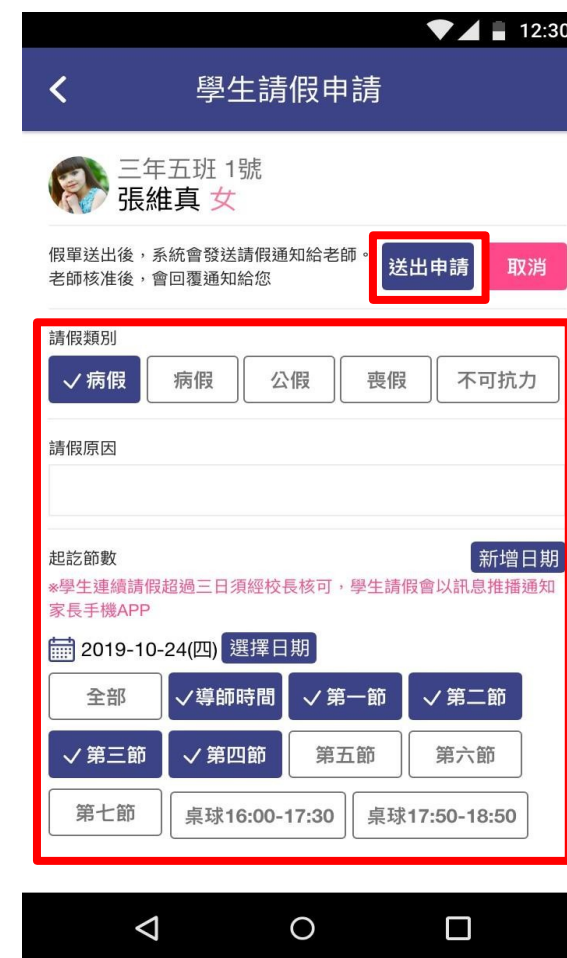 12:30
學生請假申請
三年五班 1號
張維真 女
假單送出後，系統會發送請假通知給老師。
老師核准後，會回覆通知給您
送出申請 取消
請假類別
病假 病假 公假 喪假 不可抗力
請假原因
起訖節數 新增日期
※學生連續請假超過三日須經校長核可，學生請假會以訊息推播通知
家長手機APP
2019-10-24(四) 選擇日期
全部 導師時間 第一節 第二節
第三節 第四節 第五節 第六節
第七節 桌球16:00-17:30 桌球17:50-18:50